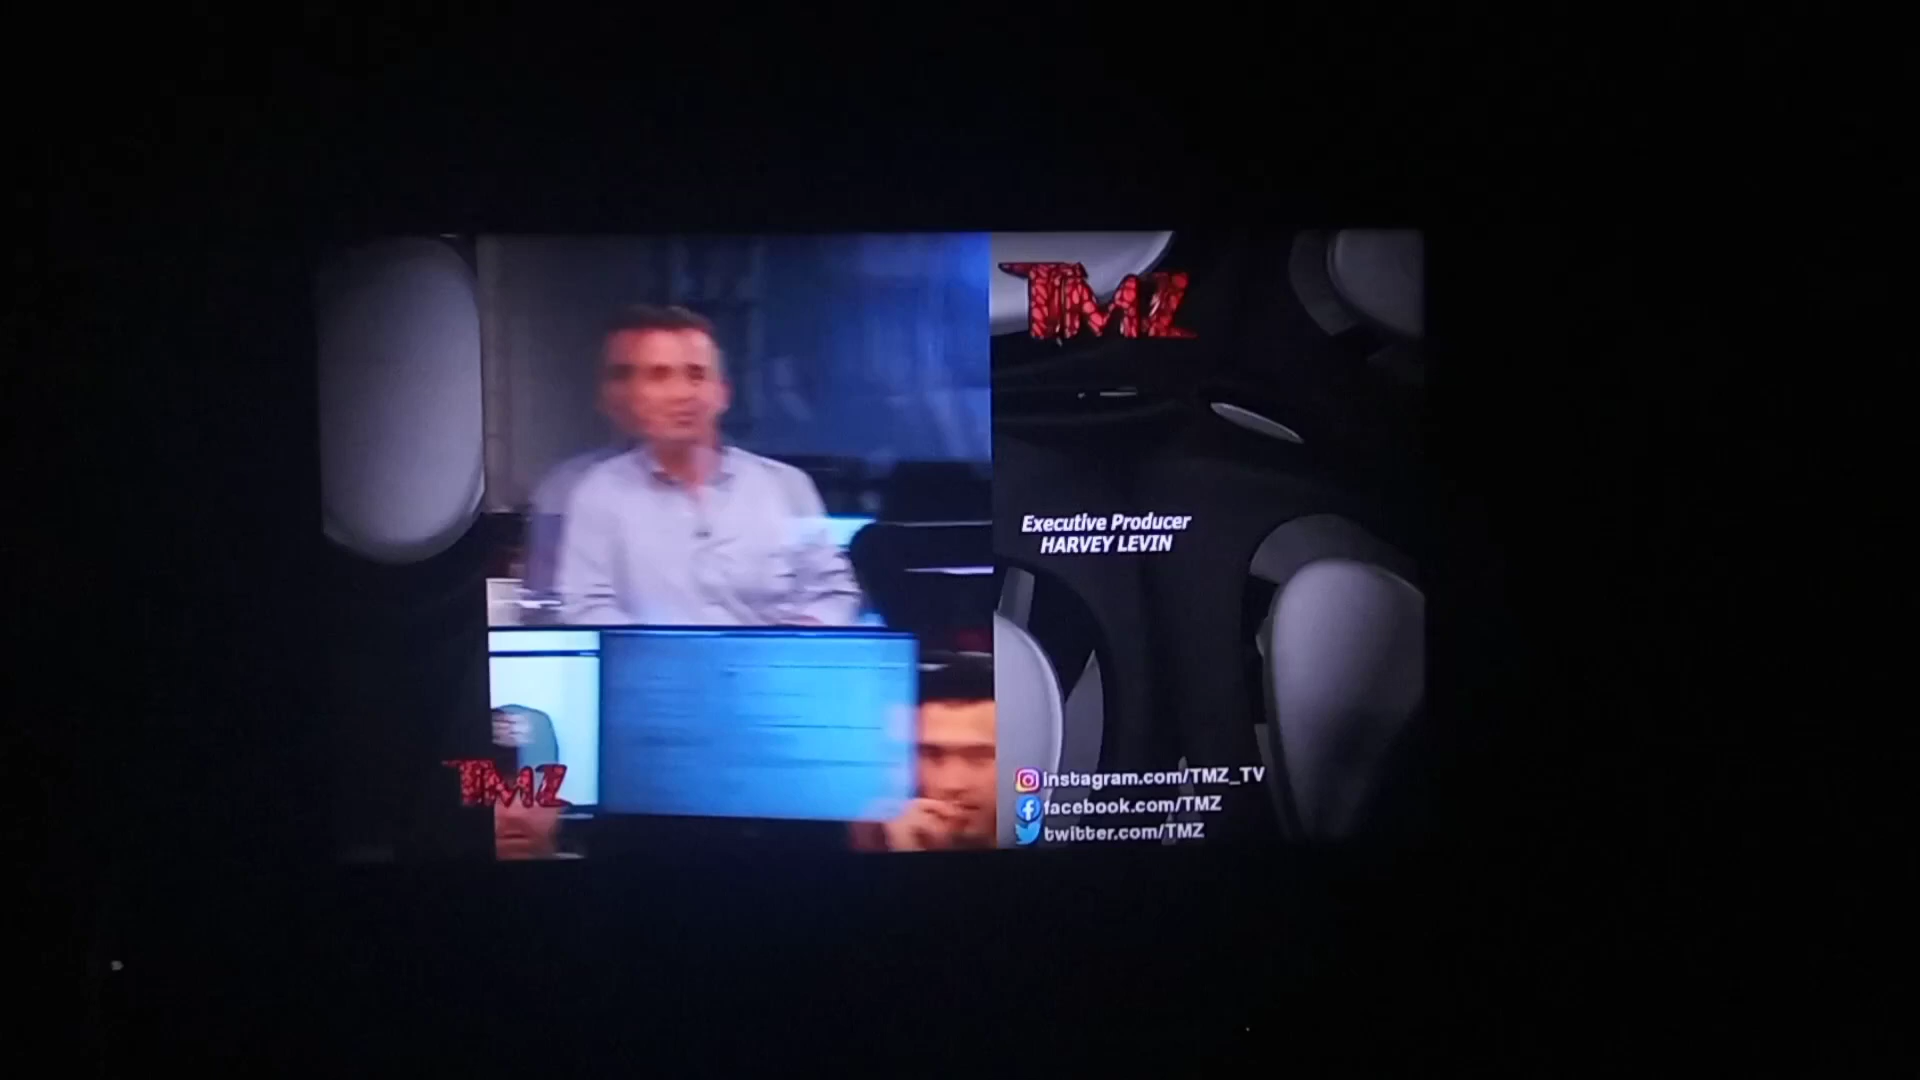 TMZ
Executive Producer
HARVEY LEVIN
TMZ
instagram.com/TMZ_TV
facebook.com/TMZ
twitter.com/TMZ